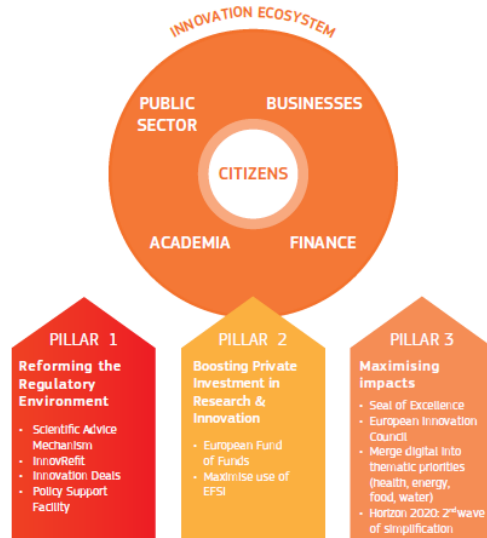 INNOVATION ECOSYSTEM
PUBLIC
SECTOR
BUSINESSES
CITIZENS
ACADEMIA
FINANCE
PILLAR 1
Reforming the
Regulatory
Environment
• Scientific Advice
Mechanism
• InnovRefit
• Innovation Deals
• Policy Support
Facility
PILLAR 2
Boosting Private
Investment in
Research &
Innovation
• European Fund
of Funds
• Maximise use of
EFSI
PILLAR 3
Maximising
impacts
• Seal of Excellence
• European Innovation
Council
• Merge digital into
thematic priorities
(health, energy,
food, water)
• Horizon 2020: 2nd wave
of simplification